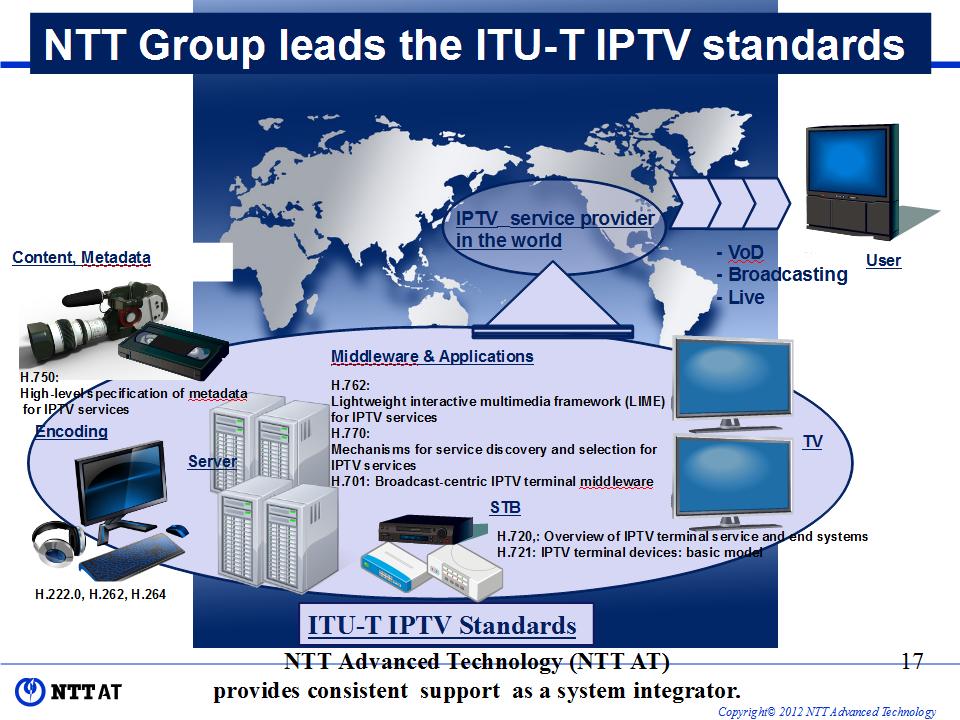 NTT Group leads the ITU-T IPTV standards
IPTV service provider
in the world
- VoD
- Broadcasting
- Live
User
Content, Metadata
H.750:
High-level specification of metadata
for IPTV services
Encoding
Server
H.222.0, H.262, H.264
Middleware & Applications
H.762:
Lightweight interactive multimedia framework (LIME)
for IPTV services
H.770:
Mechanisms for service discovery and selection for
IPTV services
H.701: Broadcast-centric IPTV terminal middleware
TV
STB
H.720,: Overview of IPTV terminal service and end systems
H.721: IPTV terminal devices: basic model
ITU-T IPTV Standards
NTT Advanced Technology (NTT AT)
provides consistent support as a system integrator.
17
NTT AT
Copyright© 2012 NTT Advanced Technology